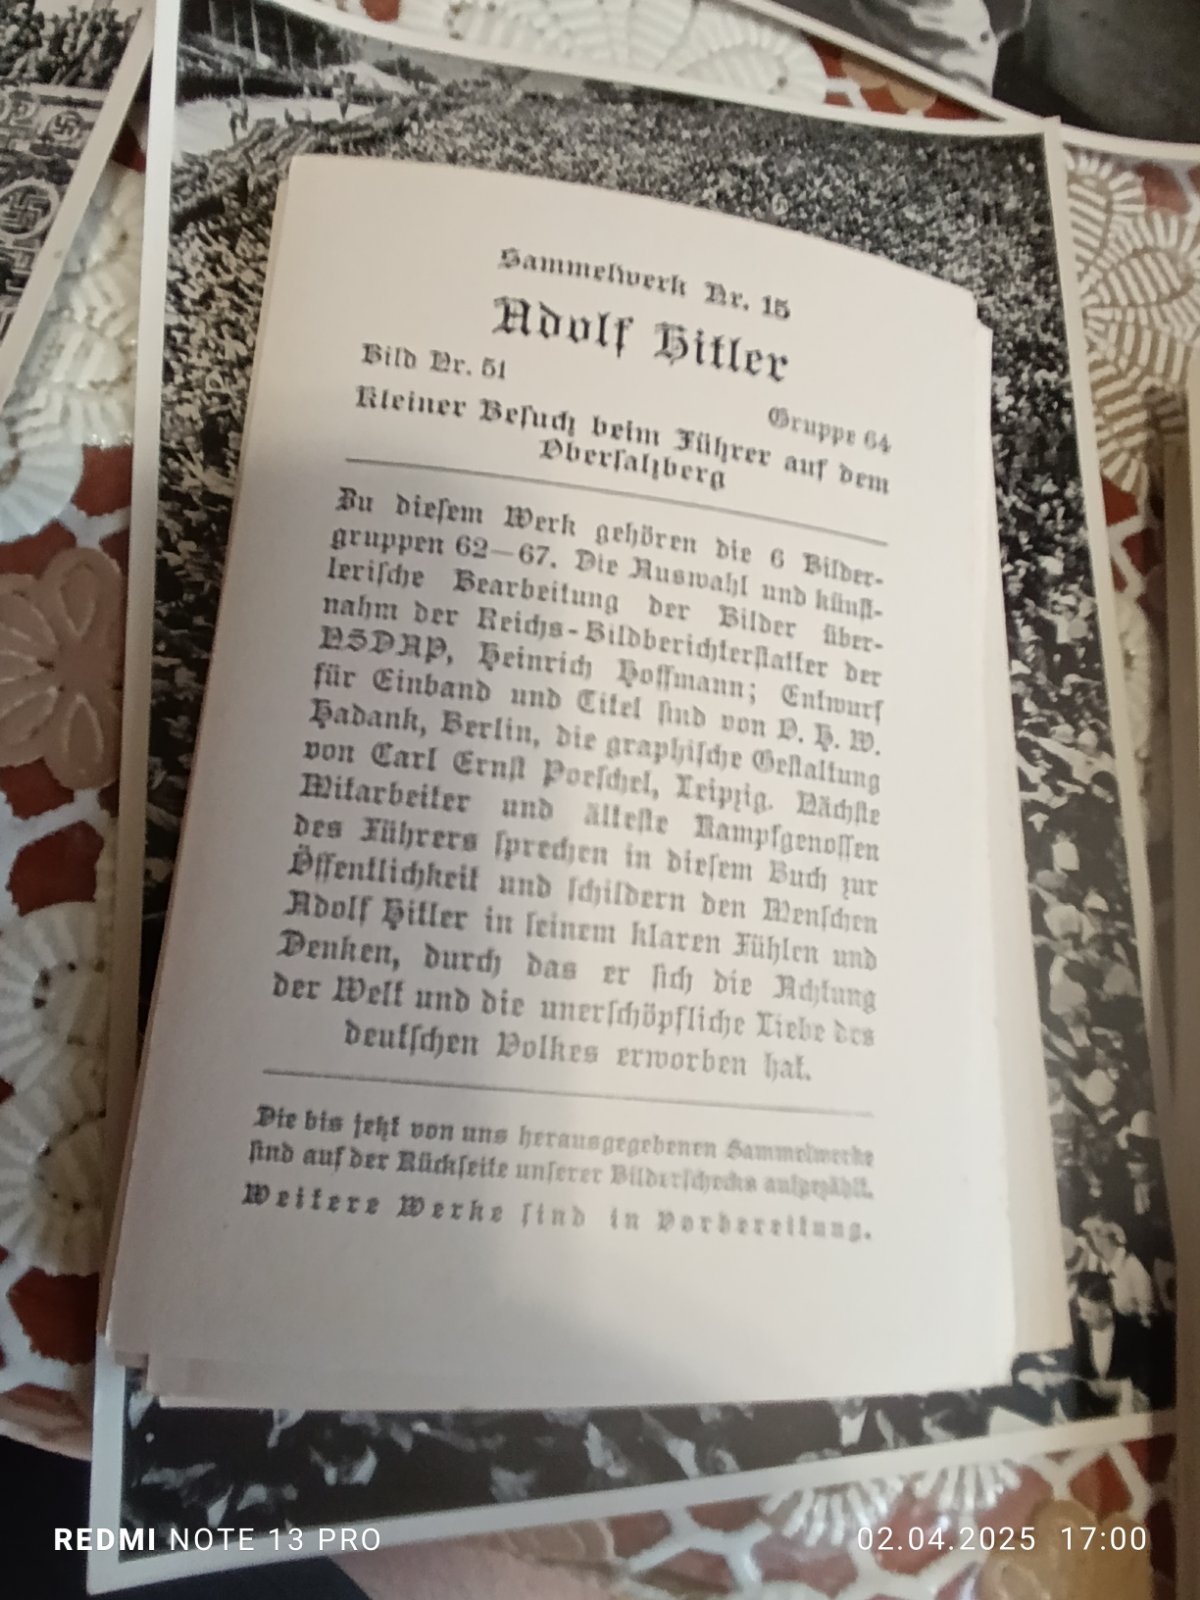 Sammelwerk Nr. 15
Adolf Hitler
Bild Nr. 51
Gruppe 64
Kleiner Besuch beim Führer auf dem
Obersalzberg
Zu diesem Werk gehören die 6 Bilder-
gruppen 62—67. Die Auswahl und künst-
lerische Bearbeitung der Bilder über-
nahm der Reichs-Bildberichterstatter der
NSDAP, Heinrich Hoffmann; Entwurf
für Einband und Titel sind von O. H. W.
Hadank, Berlin, die graphische Gestaltung
von Carl Ernst Poeschel, Leipzig. Nächste
Mitarbeiter und älteste Kampfgenossen
des Führers sprechen in diesem Buch zur
Öffentlichkeit und schildern den Menschen
Adolf Hitler in seinem klaren Fühlen und
Denken, durch das er sich die Achtung
der Welt und die unerschöpfliche Liebe des
deutschen Volkes erworben hat.
Die bis jetzt von uns herausgegebenen Sammelwerke
sind auf der Rückseite unserer Bilderschecks aufgezählt.
Weitere Werke sind in Vorbereitung.
REDMI NOTE 13 PRO
02.04.2025 17:00